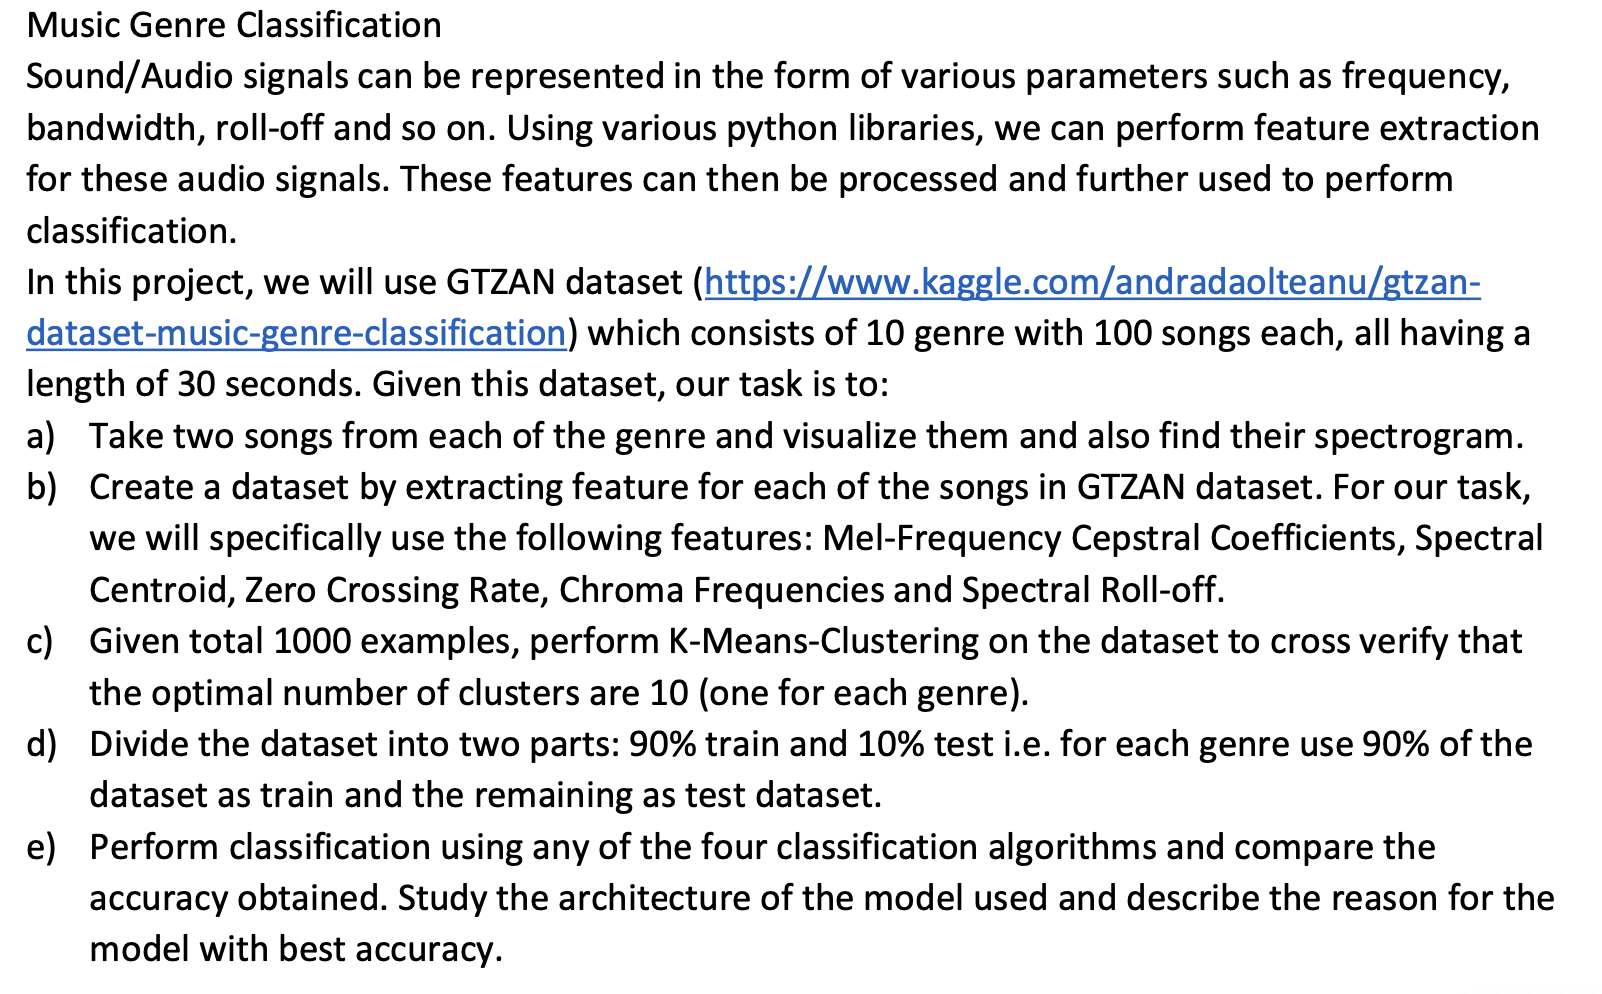 Music Genre Classification
Sound/Audio signals can be represented in the form of various parameters such as frequency,
bandwidth, roll-off and so on. Using various python libraries, we can perform feature extraction
for these audio signals. These features can then be processed and further used to perform
classification.
In this project, we will use GTZAN dataset (https://www.kaggle.com/andradaolteanu/gtzan-
dataset-music-genre-classification) which consists of 10 genre with 100 songs each, all having a
length of 30 seconds. Given this dataset, our task is to:
a) Take two songs from each of the genre and visualize them and also find their spectrogram.
b) Create a dataset by extracting feature for each of the songs in GTZAN dataset. For our task,
we will specifically use the following features: Mel-Frequency Cepstral Coefficients, Spectral
Centroid, Zero Crossing Rate, Chroma Frequencies and Spectral Roll-off.
c) Given total 1000 examples, perform K-Means-Clustering on the dataset to cross verify that
the optimal number of clusters are 10 (one for each genre).
d) Divide the dataset into two parts: 90% train and 10% test i.e. for each genre use 90% of the
dataset as train and the remaining as test dataset.
e) Perform classification using any of the four classification algorithms and compare the
accuracy obtained. Study the architecture of the model used and describe the reason for the
model with best accuracy.